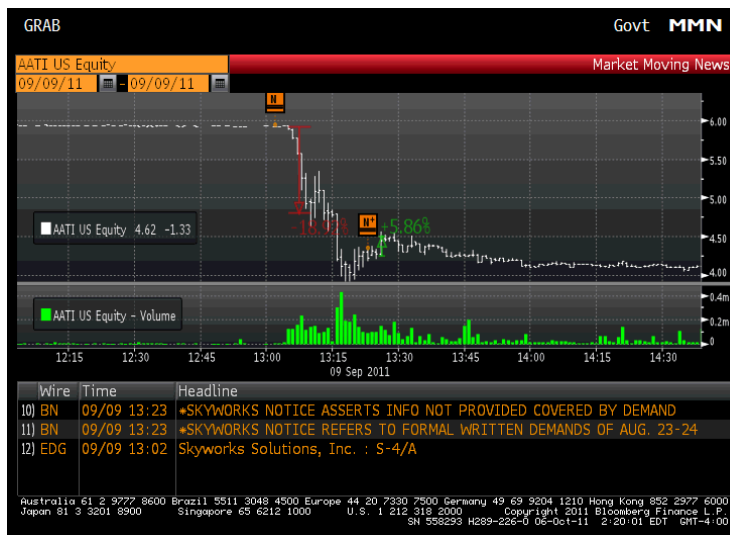 GRAB Govt MMN
AATI US Equity Market Moving News
09/09/11 - 09/09/11
N
6.00
5.50
5.00
-18.92% N+ +5.86%
AATI US Equity 4.62 -1.33
4.50
4.00
0.4m
AATI US Equity - Volume
0.2m
0
12:15 12:30 12:45 13:00 13:15 13:30 13:45 14:00 14:15 14:30
09 Sep 2011
Wire Time Headline
10) BN 09/09 13:23 *SKYWORKS NOTICE ASSERTS INFO NOT PROVIDED COVERED BY DEMAND
11) BN 09/09 13:23 *SKYWORKS NOTICE REFERS TO FORMAL WRITTEN DEMANDS OF AUG. 23-24
12) EDG 09/09 13:02 Skyworks Solutions, Inc. : S-4/A
Australia 61 2 9777 8600 Brazil 5511 3048 4500 Europe 44 20 7330 7500 Germany 49 69 9204 1210 Hong Kong 852 2977 6000
Japan 81 3 3201 8900 Singapore 65 6212 1000 U.S. 1 212 318 2000 Copyright 2011 Bloomberg Finance L.P.
SN 558293 H289-226-0 06-Oct-11 2:20:01 EDT GMT-4:00